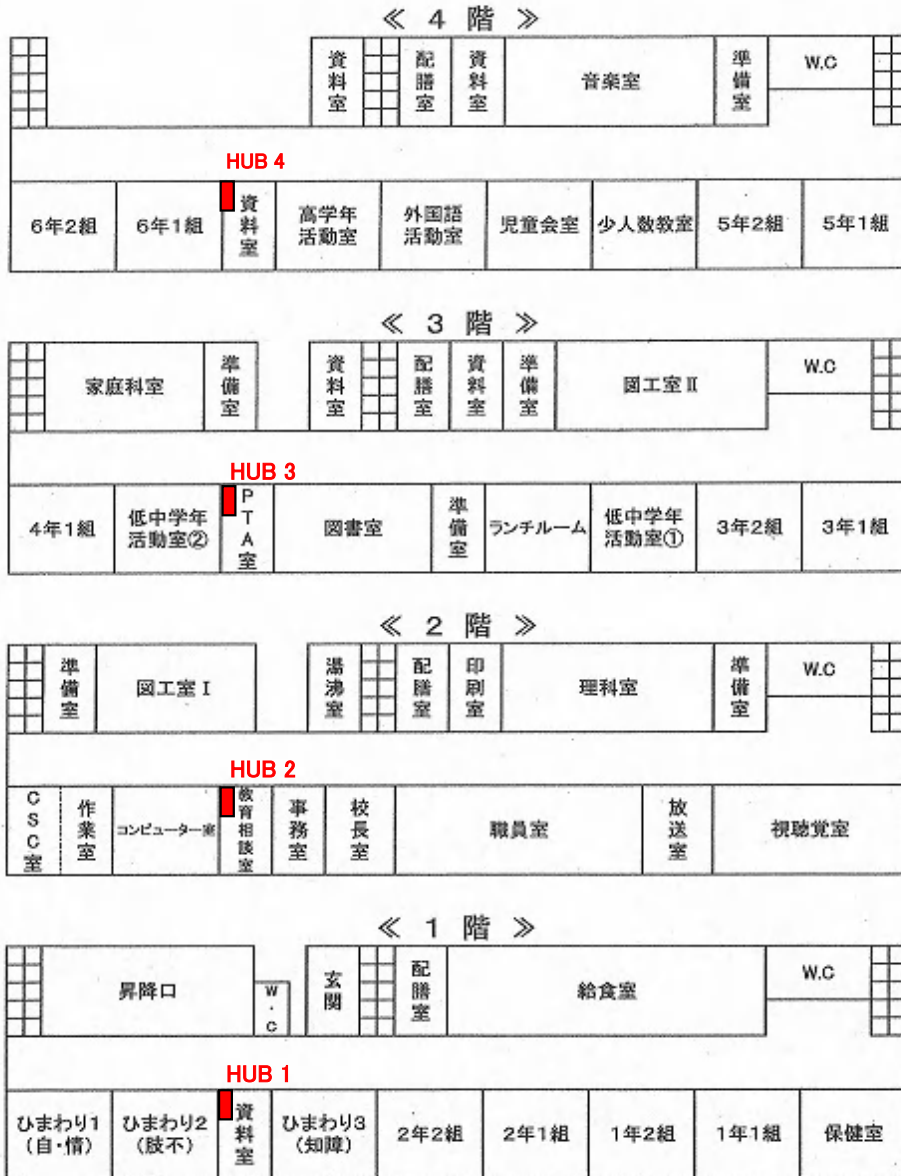 ≪ 4 階 ≫
資料室
配膳室
資料室
音楽室
準備室
W.C
HUB 4
6年2組
6年1組
資料室
高学年
活動室
外国語
活動室
児童会室
少人数教室
5年2組
5年1組
≪ 3 階 ≫
家庭科室
準備室
資料室
配膳室
資料室
準備室
図工室Ⅱ
W.C
HUB 3
4年1組
低中学年
活動室②
PTA室
図書室
準備室
ランチルーム
低中学年
活動室①
3年2組
3年1組
≪ 2 階 ≫
準備室
図工室Ⅰ
湯沸室
配膳室
印刷室
理科室
準備室
W.C
HUB 2
CSC室
作業室
コンピューター室
教育相談室
事務室
校長室
職員室
放送室
視聴覚室
≪ 1 階 ≫
昇降口
W・C
玄関
配膳室
給食室
W.C
HUB 1
ひまわり1
(自・情)
ひまわり2
(肢不)
資料室
ひまわり3
(知障)
2年2組
2年1組
1年2組
1年1組
保健室